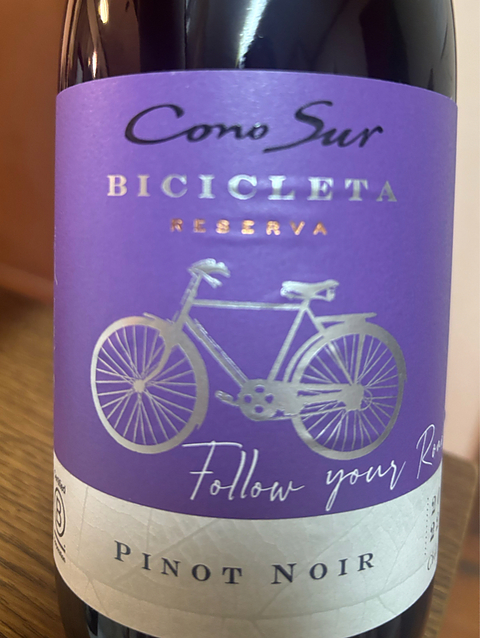 Cono Sur
BICICLETA
RESERVA
Follow your
PINOT NOIR